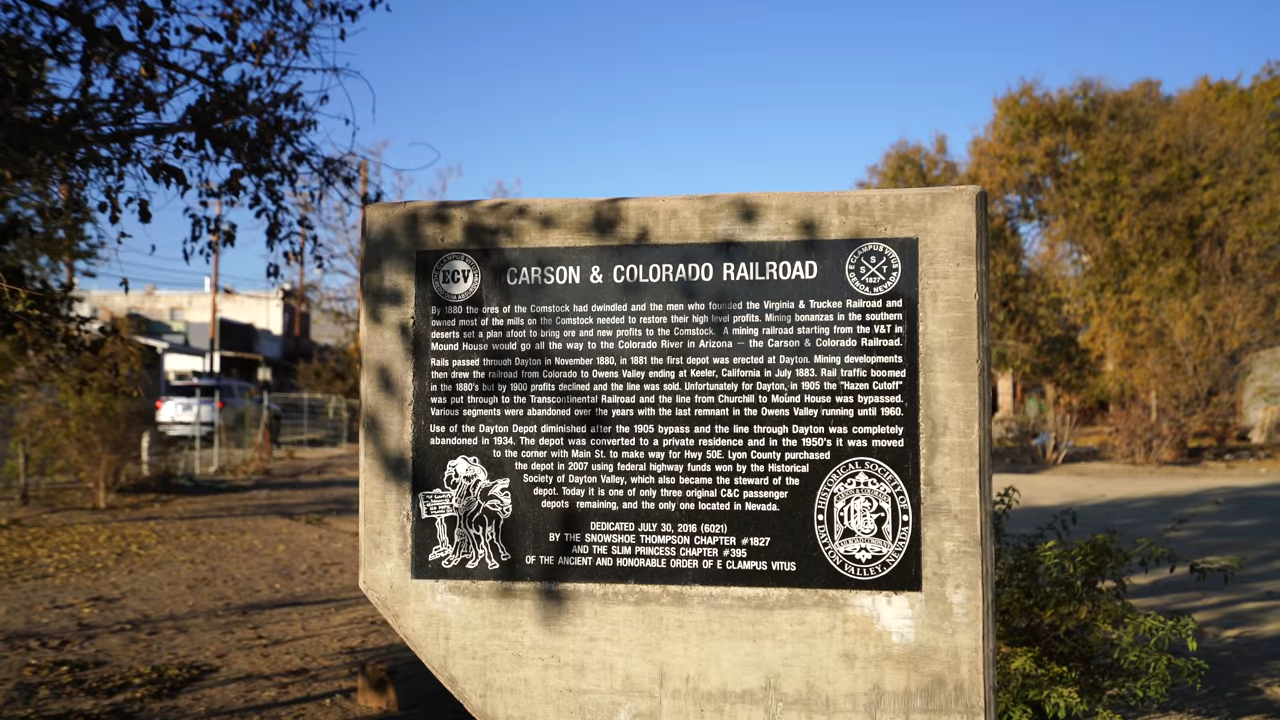 ECV
CARSON & COLORADO RAILROAD
E CLAMPUS VITUS
S S T
1827
GENOA, NEVADA
By 1880 the ores of the Comstock had dwindled and the men who founded the Virginia & Truckee Railroad and
owned most of the mills on the Comstock needed to restore their high level profits. Mining bonanzas in the southern
deserts set a plan afoot to bring ore and new profits to the Comstock. A mining railroad starting from the V&T in
Mound House would go all the way to the Colorado River in Arizona – the Carson & Colorado Railroad.
Rails passed through Dayton in November 1880, in 1881 the first depot was erected at Dayton. Mining developments
then drew the railroad from Colorado to Owens Valley ending at Keeler, California in July 1883. Rail traffic boomed
in the 1880's but by 1900 profits declined and the line was sold. Unfortunately for Dayton, in 1905 the "Hazen Cutoff"
was put through to the Transcontinental Railroad and the line from Churchill to Mound House was bypassed.
Various segments were abandoned over the years with the last remnant in the Owens Valley running until 1960.
Use of the Dayton Depot diminished after the 1905 bypass and the line through Dayton was completely
abandoned in 1934. The depot was converted to a private residence and in the 1950's it was moved
to the corner with Main St. to make way for Hwy 50E. Lyon County purchased
the depot in 2007 using federal highway funds won by the Historical
Society of Dayton Valley, which also became the steward of the
depot. Today it is one of only three original C&C passenger
depots remaining, and the only one located in Nevada.
DEDICATED JULY 30, 2016 (6021)
BY THE SNOWSHOE THOMPSON CHAPTER #1827
AND THE SLIM PRINCESS CHAPTER #395
OF THE ANCIENT AND HONORABLE ORDER OF E CLAMPUS VITUS
HISTORICAL SOCIETY OF
DAYTON VALLEY, NEVADA